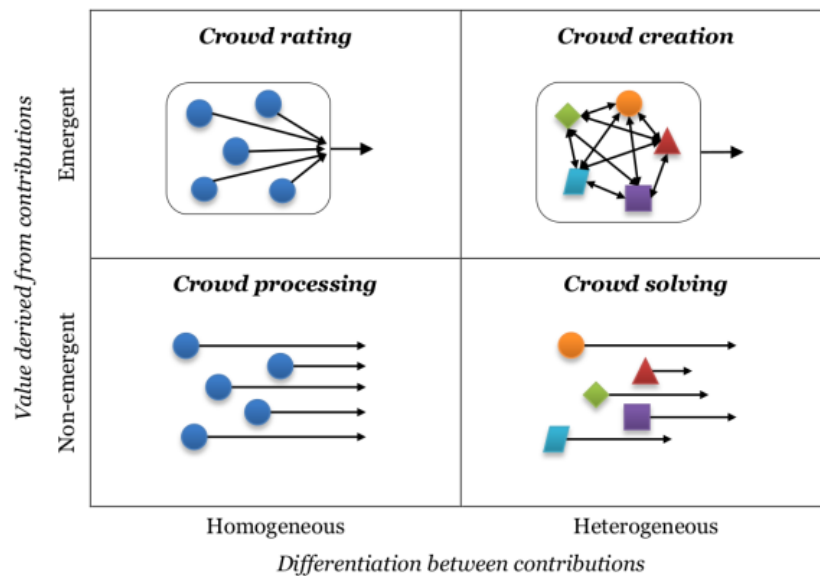 Value derived from contributions
Emergent
Non-emergent
Crowd rating
Crowd creation
Crowd processing
Crowd solving
Homogeneous
Heterogeneous
Differentiation between contributions